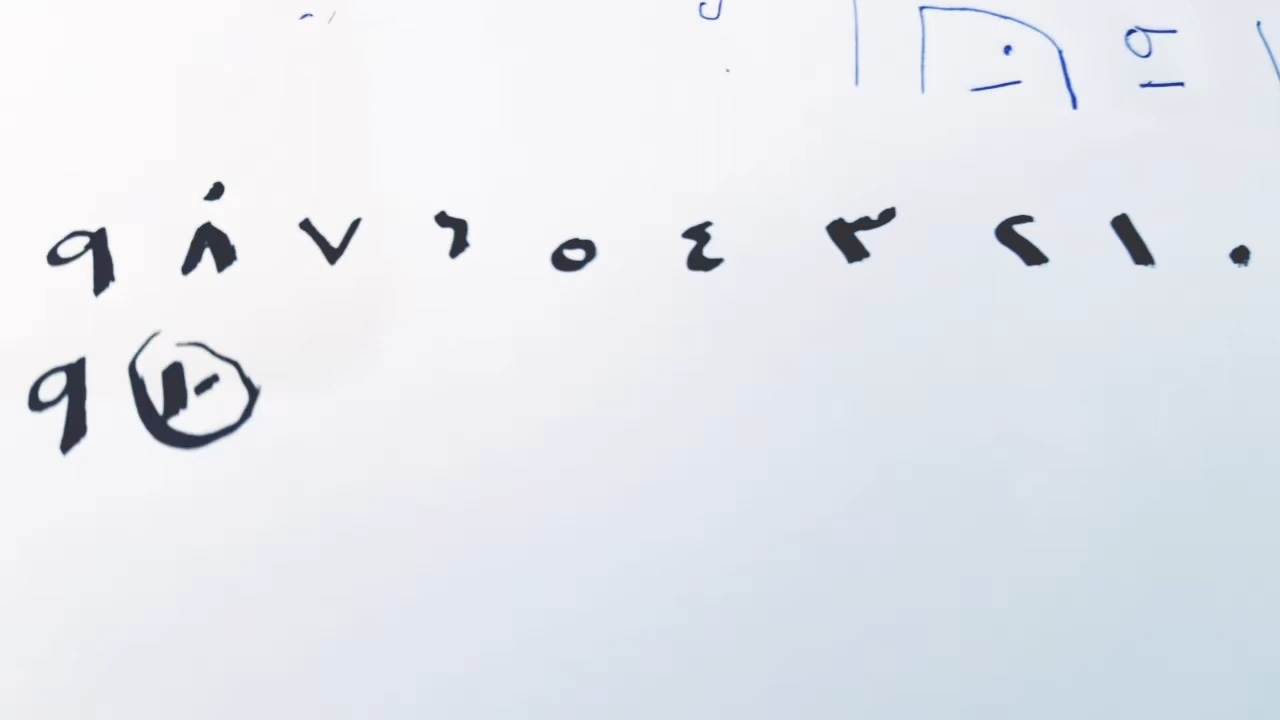 ٩ ٨ ٧ ٦ ٥ ٤ ٣ ٢ ١ ٠
٩